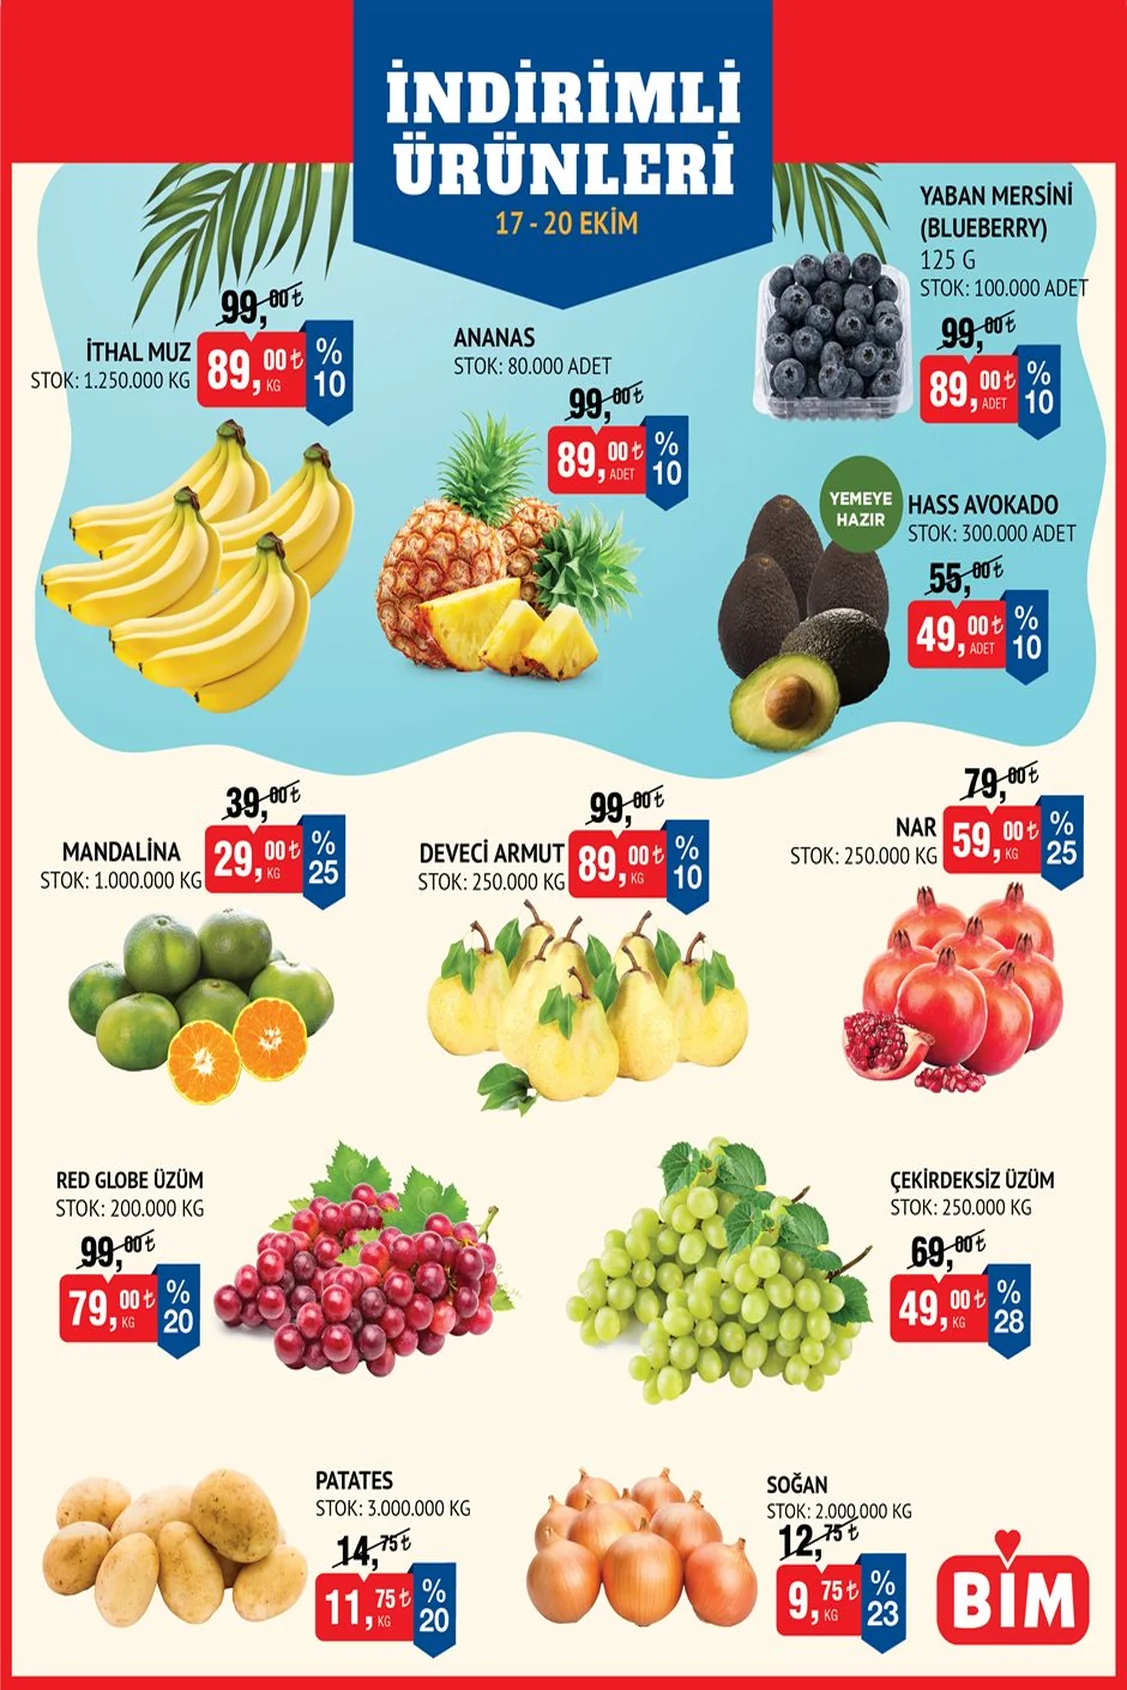 İNDİRİMLİ
ÜRÜNLERİ
17 - 20 EKİM
99,00₺
İTHAL MUZ
STOK: 1.250.000 KG
89,00₺
KG
%
10
ANANAS
STOK: 80.000 ADET
99,00₺
89,00₺
ADET
%
10
YABAN MERSİNİ
(BLUEBERRY)
125 G
STOK: 100.000 ADET
99,00₺
89,00₺
ADET
%
10
YEMEYE
HAZIR
HASS AVOKADO
STOK: 300.000 ADET
55,00₺
49,00₺
ADET
%
10
39,00₺
MANDALİNA
STOK: 1.000.000 KG
29,00₺
KG
%
25
99,00₺
DEVECİ ARMUT
STOK: 250.000 KG
89,00₺
KG
%
10
79,00₺
NAR
STOK: 250.000 KG
59,00₺
KG
%
25
RED GLOBE ÜZÜM
STOK: 200.000 KG
99,00₺
79,00₺
KG
%
20
ÇEKİRDEKSİZ ÜZÜM
STOK: 250.000 KG
69,00₺
49,00₺
KG
%
28
PATATES
STOK: 3.000.000 KG
14,75₺
11,75₺
KG
%
20
SOĞAN
STOK: 2.000.000 KG
12,75₺
9,75₺
KG
%
23
BİM